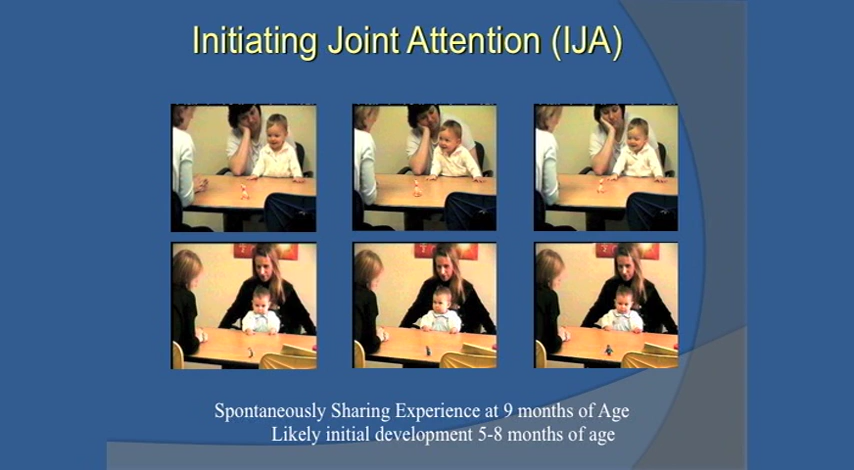 Initiating Joint Attention (IJA)
Spontaneously Sharing Experience at 9 months of Age
Likely initial development 5-8 months of age